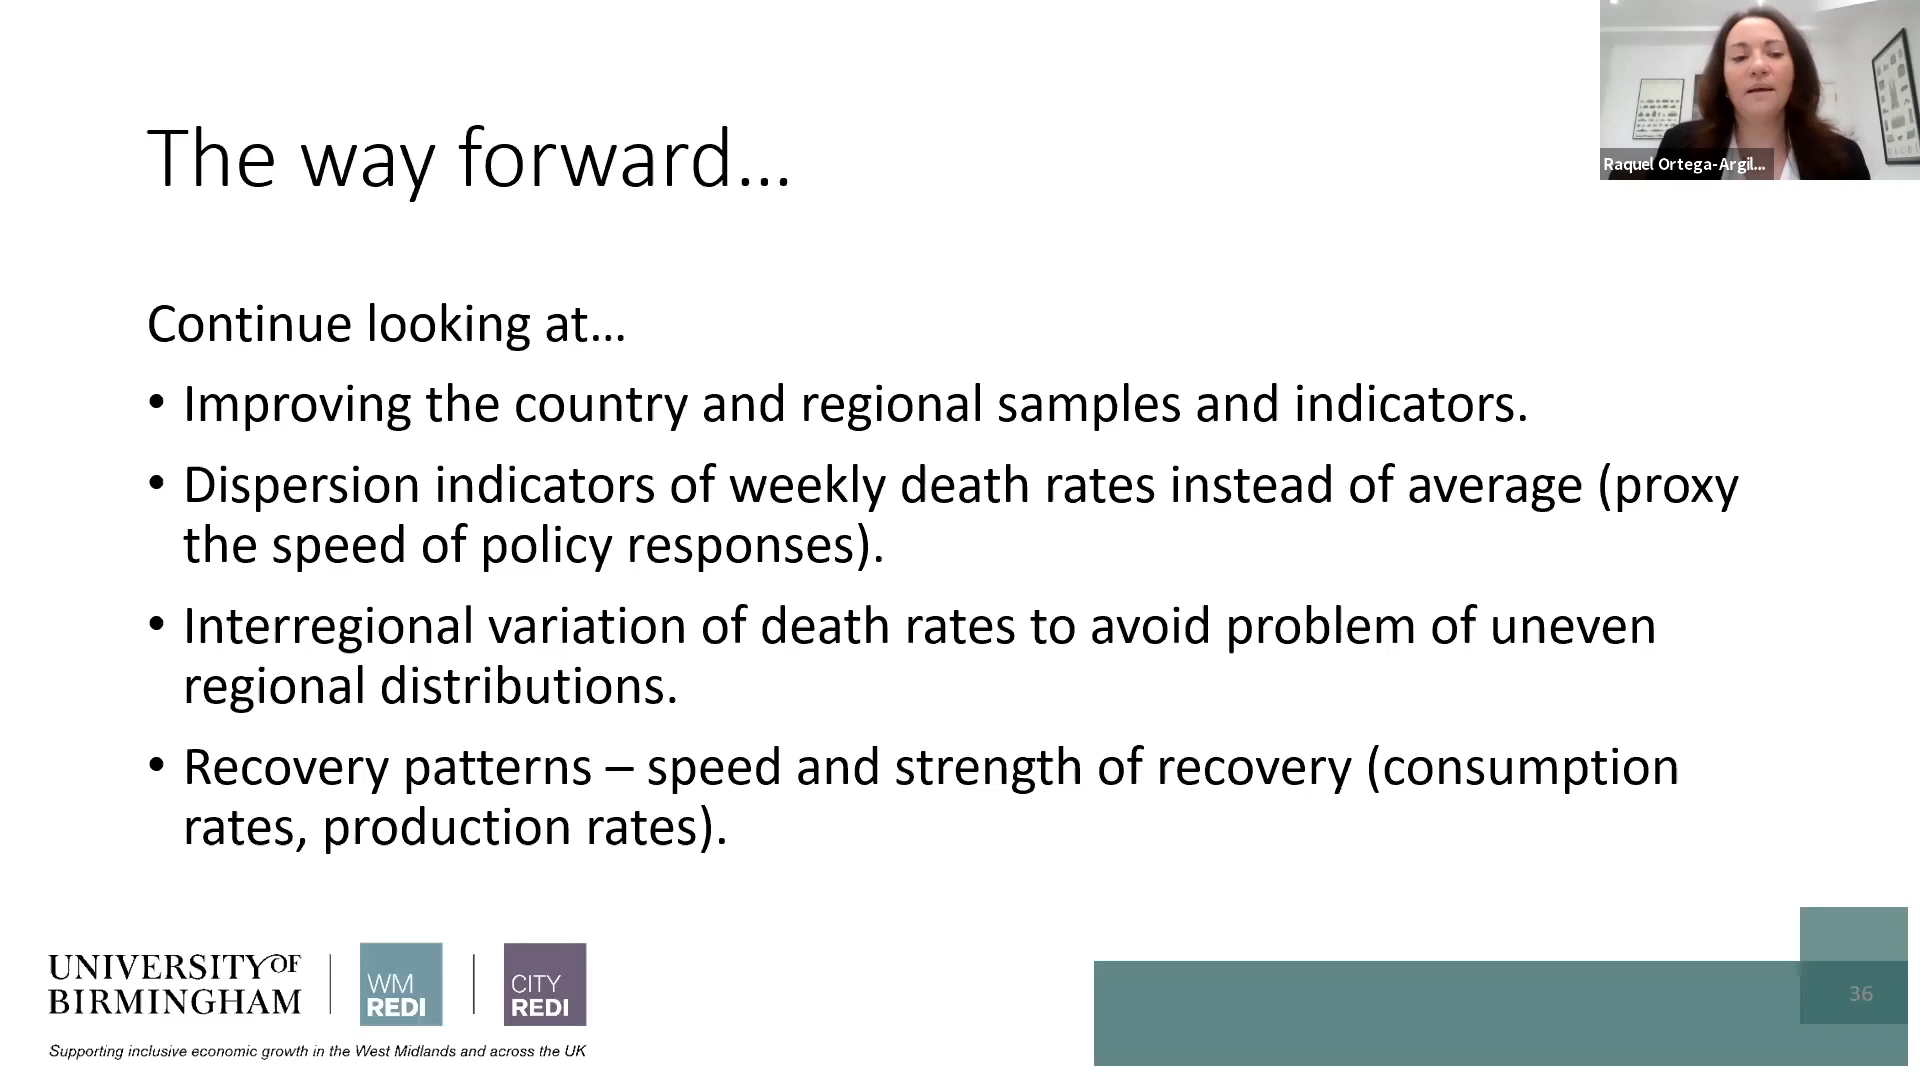 Raquel Ortega-Argil...
The way forward...
Continue looking at...
• Improving the country and regional samples and indicators.
• Dispersion indicators of weekly death rates instead of average (proxy
the speed of policy responses).
• Interregional variation of death rates to avoid problem of uneven
regional distributions.
• Recovery patterns – speed and strength of recovery (consumption
rates, production rates).
UNIVERSITY OF
BIRMINGHAM
WM
REDI
CITY
REDI
Supporting inclusive economic growth in the West Midlands and across the UK
36